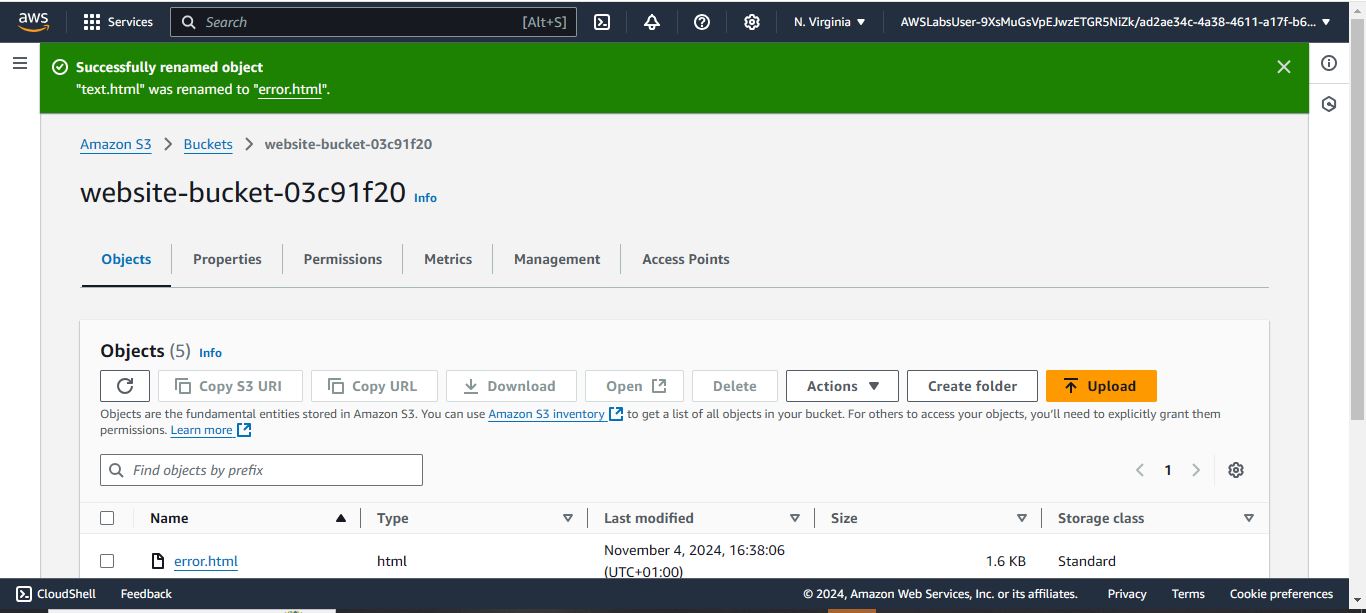 aws Services Search [Alt+S] N. Virginia AWSLabsUser-9XsMuGsVpEJwzETGR5NiZk/ad2ae34c-4a38-4611-a17f-b6...
Successfully renamed object
"text.html" was renamed to "error.html".
Amazon S3 > Buckets > website-bucket-03c91f20
website-bucket-03c91f20 Info
Objects Properties Permissions Metrics Management Access Points
Objects (5) Info
Copy S3 URI Copy URL Download Open Delete Actions Create folder Upload
Objects are the fundamental entities stored in Amazon S3. You can use Amazon S3 inventory to get a list of all objects in your bucket. For others to access your objects, you'll need to explicitly grant them
permissions. Learn more
Find objects by prefix < 1 >
Name Type Last modified Size Storage class
error.html html November 4, 2024, 16:38:06 1.6 KB Standard
(UTC+01:00)
CloudShell Feedback © 2024, Amazon Web Services, Inc. or its affiliates. Privacy Terms Cookie preferences